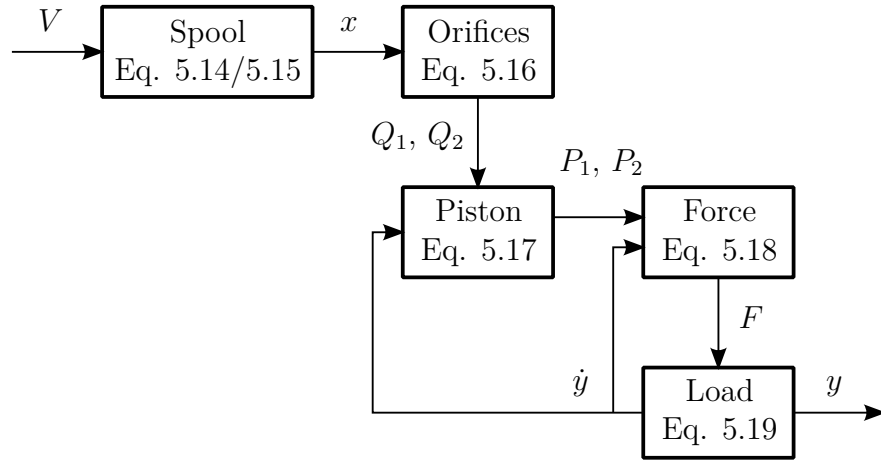 V
Spool
Eq. 5.14/5.15
x
Orifices
Eq. 5.16
Q₁, Q₂
Piston
Eq. 5.17
P₁, P₂
Force
Eq. 5.18
F
ẏ
Load
Eq. 5.19
y